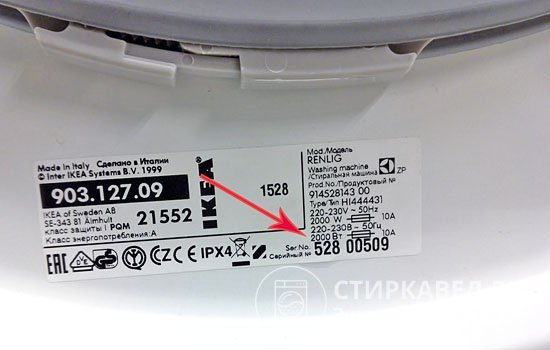 Made in Italy Сделано в Италии
© Inter IKEA Systems B.V. 1999
903.127.09
IKEA of Sweden AB
SE-343 81 Älmhult
21552
класс защиты I PQM
Класс энергопотребления: A
IKEA
®
1528
EAC
CE IPX4
Mod./Модель
RENLIG
Washing machine
/Стиральная машина
ZP
Prod.No/Продуктовый №
914528143 00
Type/Тип HI444431
220-230V~ 50Hz
2000 W 10A
220-230В~ 50Гц
2000 Вт 10A
Ser.No.
Серийный №
528 00509
СТИРКАВЕД